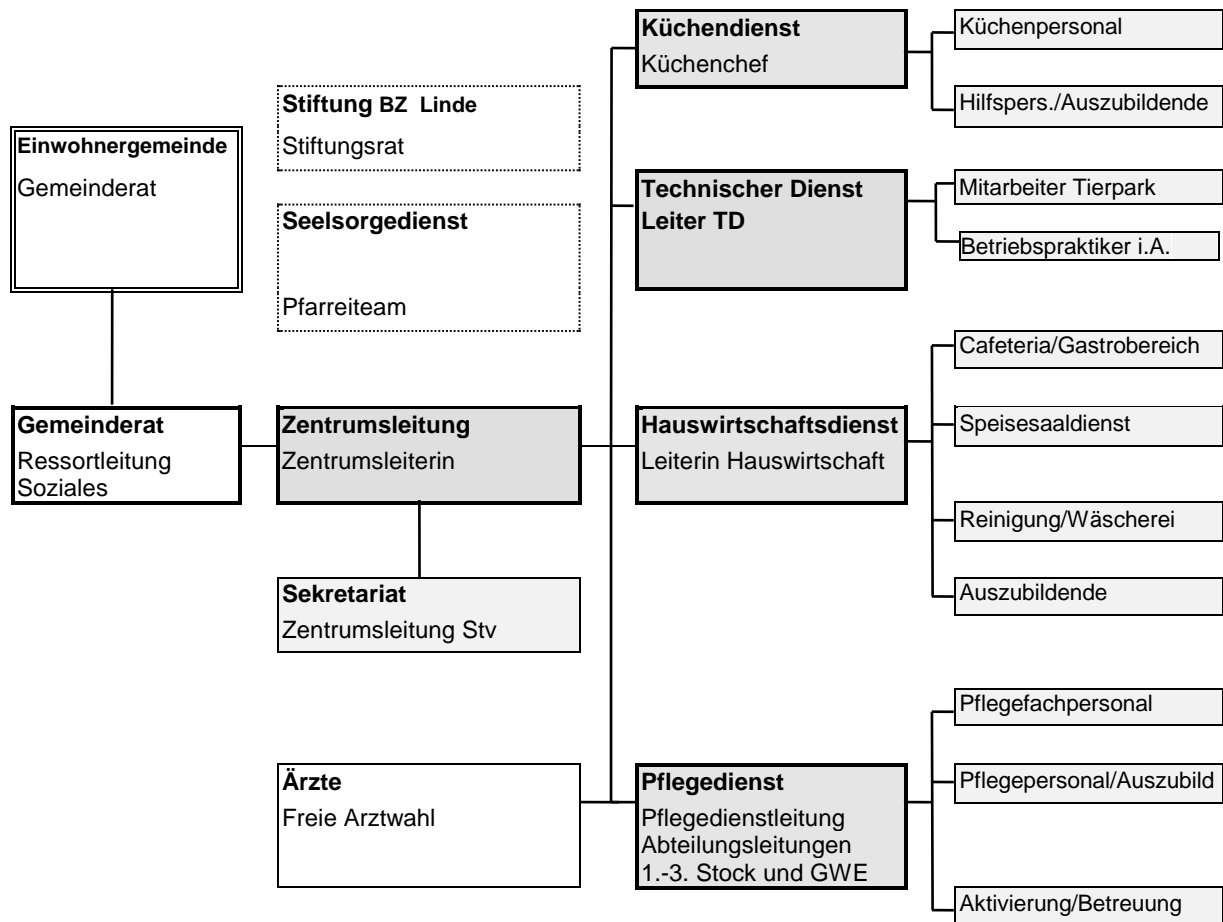 Küchendienst
Küchenchef
Küchenpersonal
Hilfspers./Auszubildende
Stiftung BZ Linde
Stiftungsrat
Einwohnergemeinde
Gemeinderat
Technischer Dienst
Leiter TD
Mitarbeiter Tierpark
Betriebspraktiker i.A.
Seelsorgedienst
Pfarreiteam
Gemeinderat
Ressortleitung
Soziales
Zentrumsleitung
Zentrumsleiterin
Hauswirtschaftsdienst
Leiterin Hauswirtschaft
Cafeteria/Gastrobereich
Speisesaaldienst
Reinigung/Wäscherei
Auszubildende
Sekretariat
Zentrumsleitung Stv
Ärzte
Freie Arztwahl
Pflegedienst
Pflegedienstleitung
Abteilungsleitungen
1.-3. Stock und GWE
Pflegefachpersonal
Pflegepersonal/Auszubild
Aktivierung/Betreuung